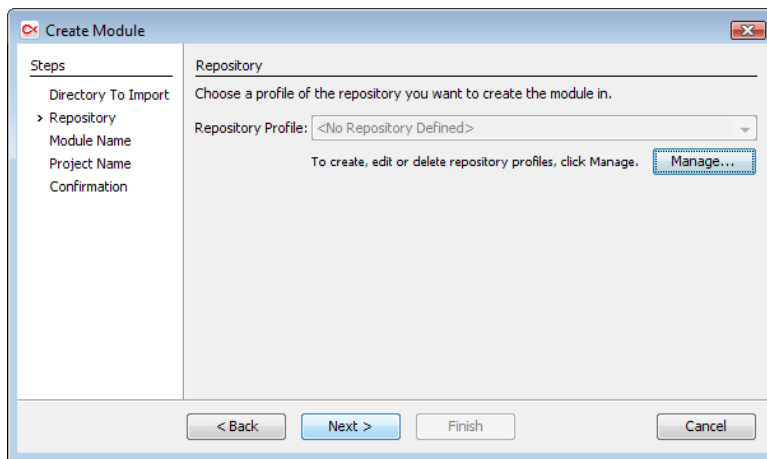 Create Module
Steps
Directory To Import
Repository
Module Name
Project Name
Confirmation
Repository
Choose a profile of the repository you want to create the module in.
Repository Profile: <No Repository Defined>
To create, edit or delete repository profiles, click Manage. Manage...
< Back Next > Finish Cancel